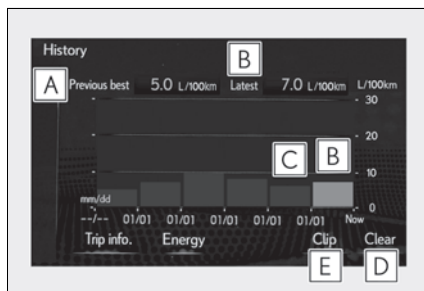 History
B
A Previous best 5.0 L/100km Latest 7.0 L/100km L/100km
30
20
C B
10
mm/dd 0
--/-- 01/01 01/01 01/01 01/01 01/01 Now
Trip info. Energy Clip Clear
E D